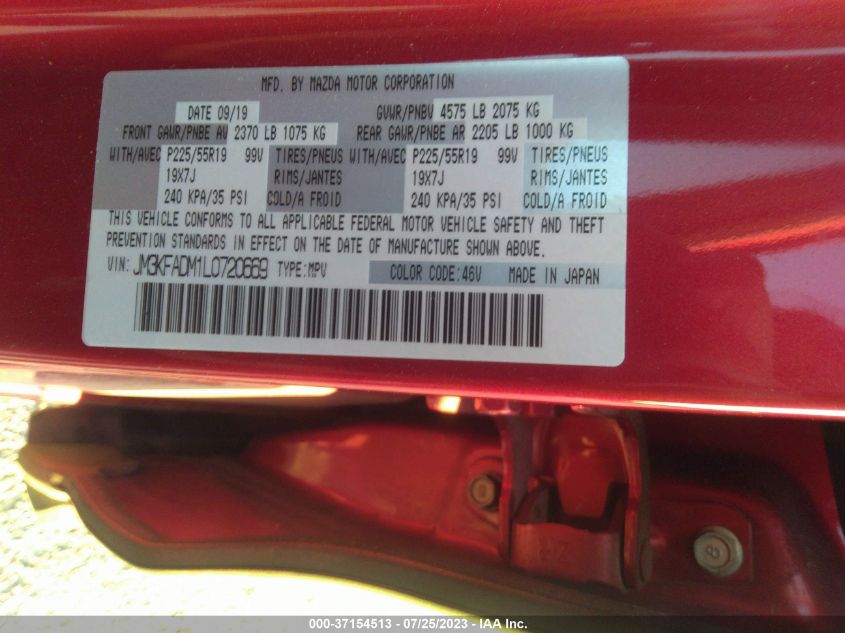 MFD. BY MAZDA MOTOR CORPORATION
DATE 09/19 GVWR/PNBV 4575 LB 2075 KG
FRONT GAWR/PNBE AV 2370 LB 1075 KG REAR GAWR/PNBE AR 2205 LB 1000 KG
WITH/AVEC P225/55R19 99V TIRES/PNEUS WITH/AVEC P225/55R19 99V TIRES/PNEUS
19X7J RIMS/JANTES 19X7J RIMS/JANTES
240 KPA/35 PSI COLD/A FROID 240 KPA/35 PSI COLD/A FROID
THIS VEHICLE CONFORMS TO ALL APPLICABLE FEDERAL MOTOR VEHICLE SAFETY AND THEFT
PREVENTION STANDARDS IN EFFECT ON THE DATE OF MANUFACTURE SHOWN ABOVE.
VIN: JM3KFADM1L0720669 TYPE:MPV COLOR CODE:46V MADE IN JAPAN
8
000-37154513 - 07/25/2023 - © IAA Inc.